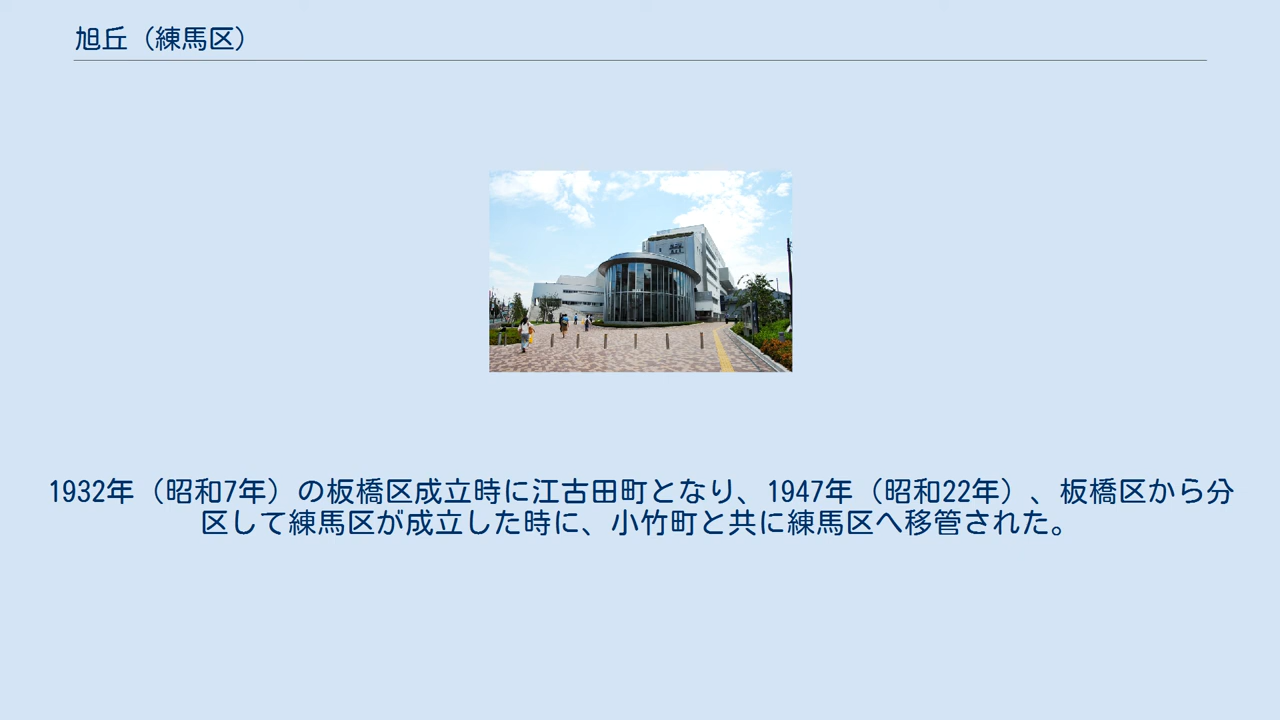 旭丘（練馬区）
1932年（昭和7年）の板橋区成立時に江古田町となり、1947年（昭和22年）、板橋区から分
区して練馬区が成立した時に、小竹町と共に練馬区へ移管された。